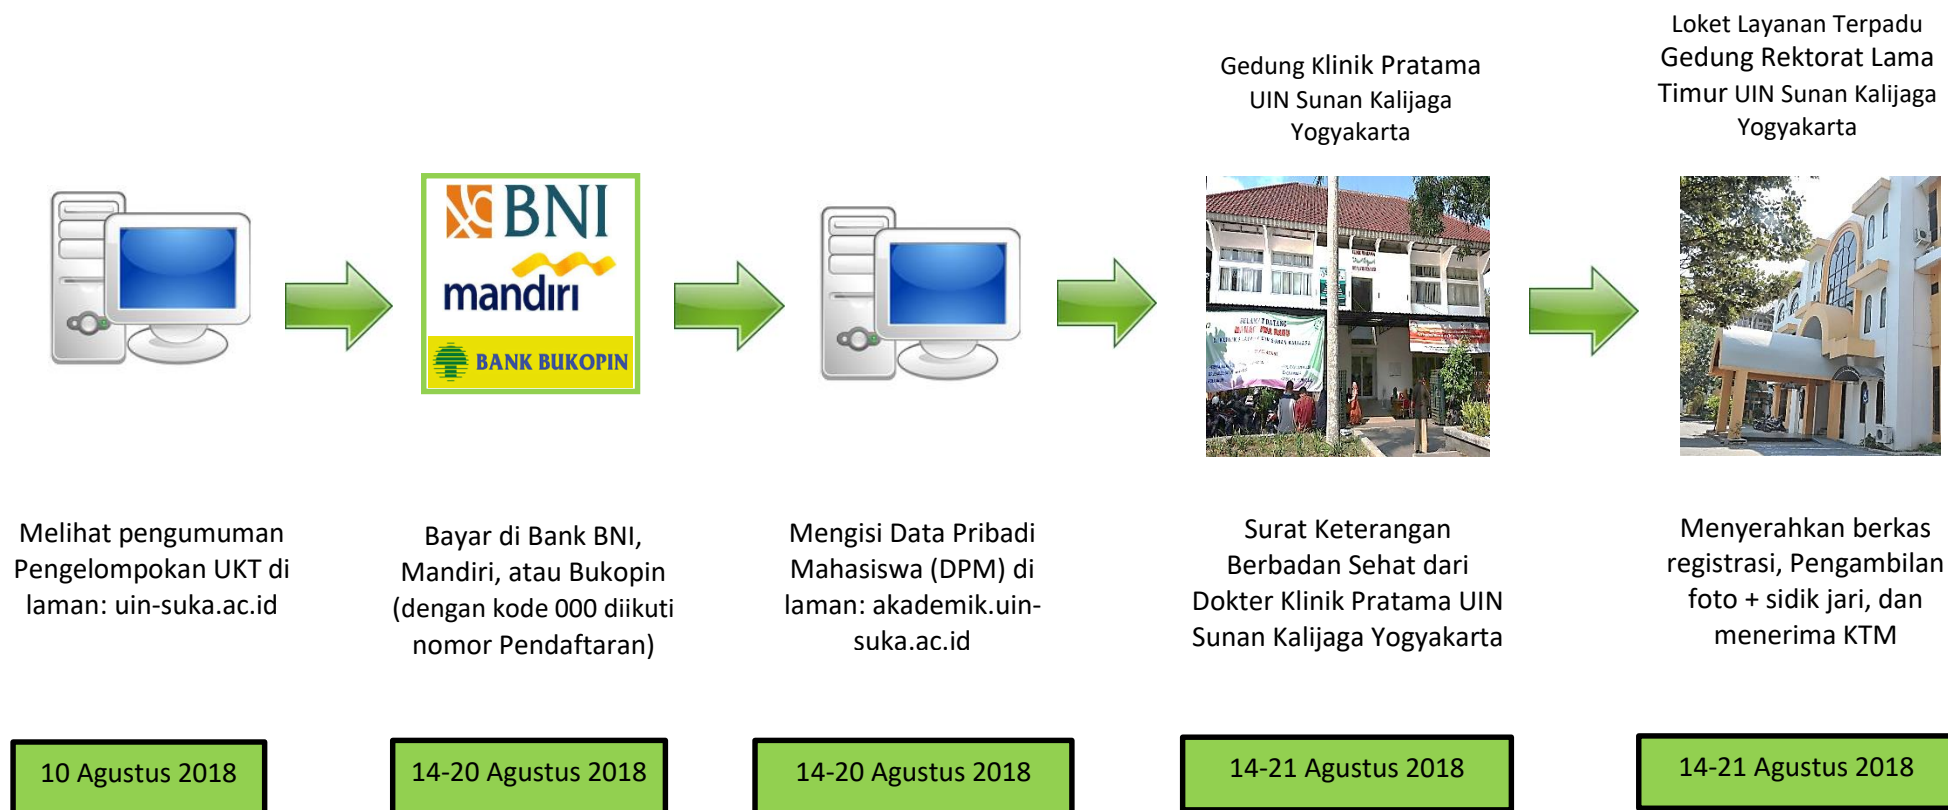 Gedung Klinik Pratama
UIN Sunan Kalijaga
Yogyakarta
Loket Layanan Terpadu
Gedung Rektorat Lama
Timur UIN Sunan Kalijaga
Yogyakarta
BNI
mandiri
BANK BUKOPIN
SELAMAT DATANG
Melihat pengumuman
Pengelompokan UKT di
laman: uin-suka.ac.id
Bayar di Bank BNI,
Mandiri, atau Bukopin
(dengan kode 000 diikuti
nomor Pendaftaran)
Mengisi Data Pribadi
Mahasiswa (DPM) di
laman: akademik.uin-
suka.ac.id
Surat Keterangan
Berbadan Sehat dari
Dokter Klinik Pratama UIN
Sunan Kalijaga Yogyakarta
Menyerahkan berkas
registrasi, Pengambilan
foto + sidik jari, dan
menerima KTM
10 Agustus 2018
14-20 Agustus 2018
14-20 Agustus 2018
14-21 Agustus 2018
14-21 Agustus 2018